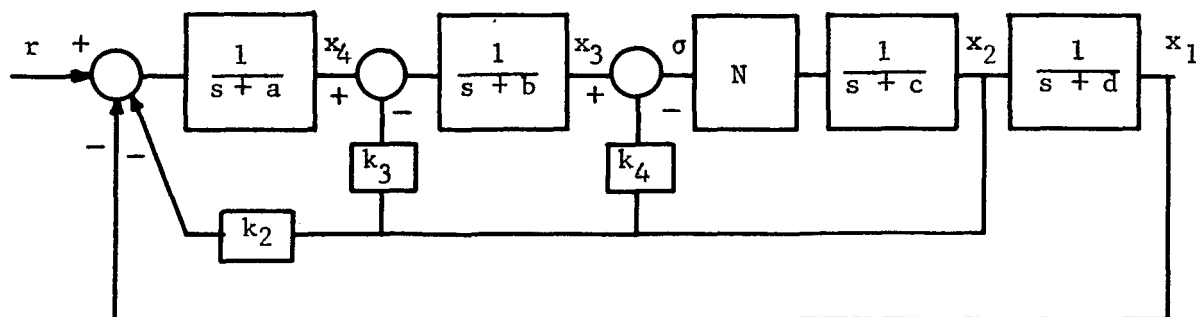 r + 1 x4 1 x3 σ N 1 x2 1 x1
s + a + − s + b + − s + c s + d
− − k3 k4
k2